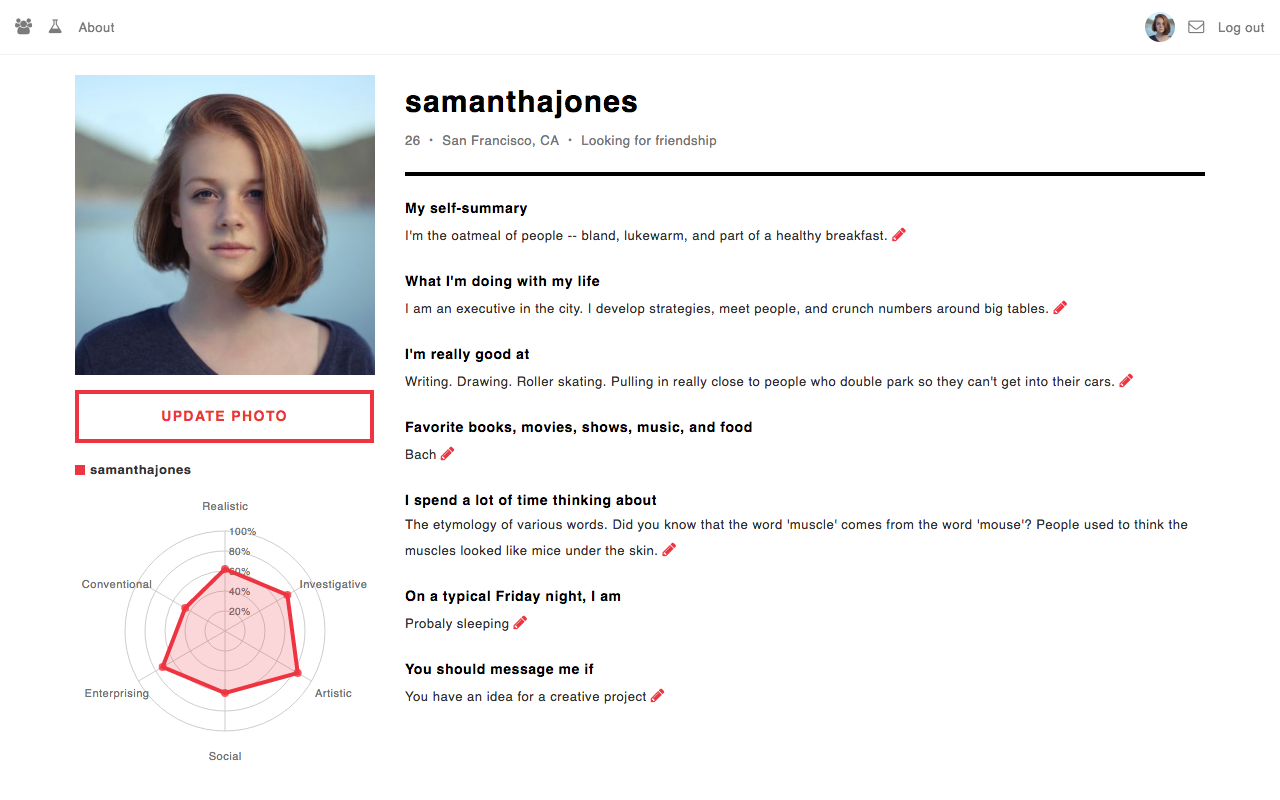 About
Log out
samanthajones
26 • San Francisco, CA • Looking for friendship
My self-summary
I'm the oatmeal of people -- bland, lukewarm, and part of a healthy breakfast.
What I'm doing with my life
I am an executive in the city. I develop strategies, meet people, and crunch numbers around big tables.
I'm really good at
Writing. Drawing. Roller skating. Pulling in really close to people who double park so they can't get into their cars.
Favorite books, movies, shows, music, and food
Bach
I spend a lot of time thinking about
The etymology of various words. Did you know that the word 'muscle' comes from the word 'mouse'? People used to think the
muscles looked like mice under the skin.
On a typical Friday night, I am
Probaly sleeping
You should message me if
You have an idea for a creative project
UPDATE PHOTO
samanthajones
Realistic
100%
80%
60%
Conventional
Investigative
40%
20%
Enterprising
Artistic
Social